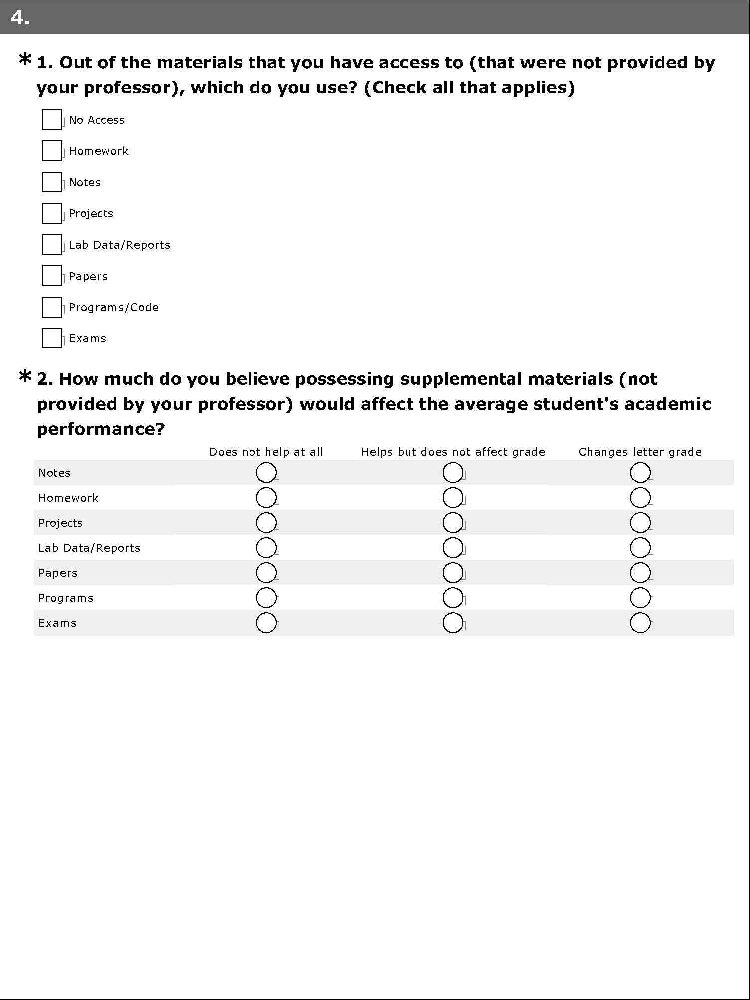 4.
* 1. Out of the materials that you have access to (that were not provided by
your professor), which do you use? (Check all that applies)
No Access
Homework
Notes
Projects
Lab Data/Reports
Papers
Programs/Code
Exams
* 2. How much do you believe possessing supplemental materials (not
provided by your professor) would affect the average student's academic
performance?
Does not help at all Helps but does not affect grade Changes letter grade
Notes
Homework
Projects
Lab Data/Reports
Papers
Programs
Exams